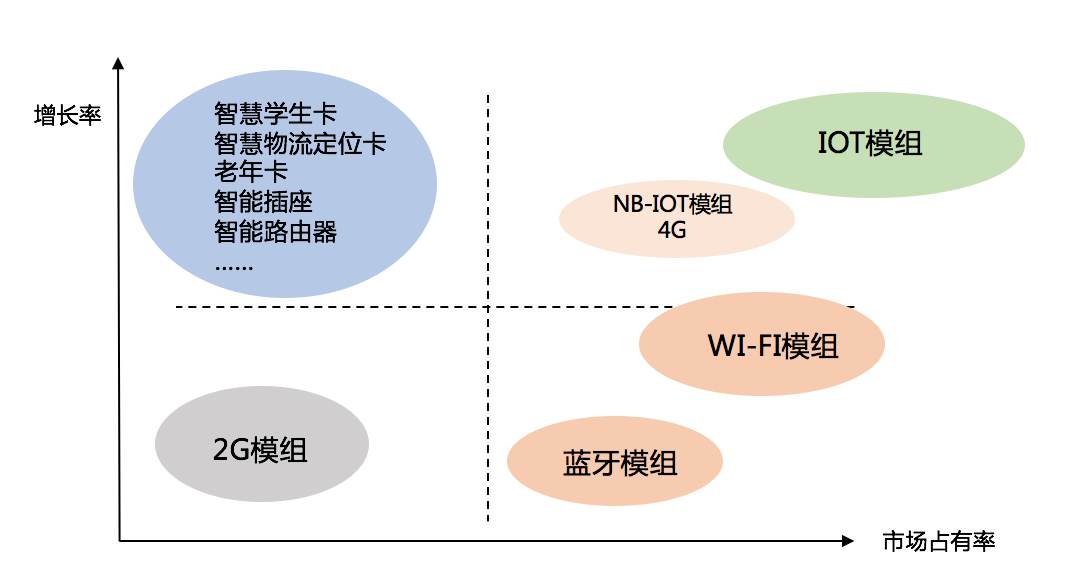 增长率
智慧学生卡
智慧物流定位卡
老年卡
智能插座
智能路由器
……
IOT模组
NB-IOT模组
4G
WI-FI模组
2G模组
蓝牙模组
市场占有率